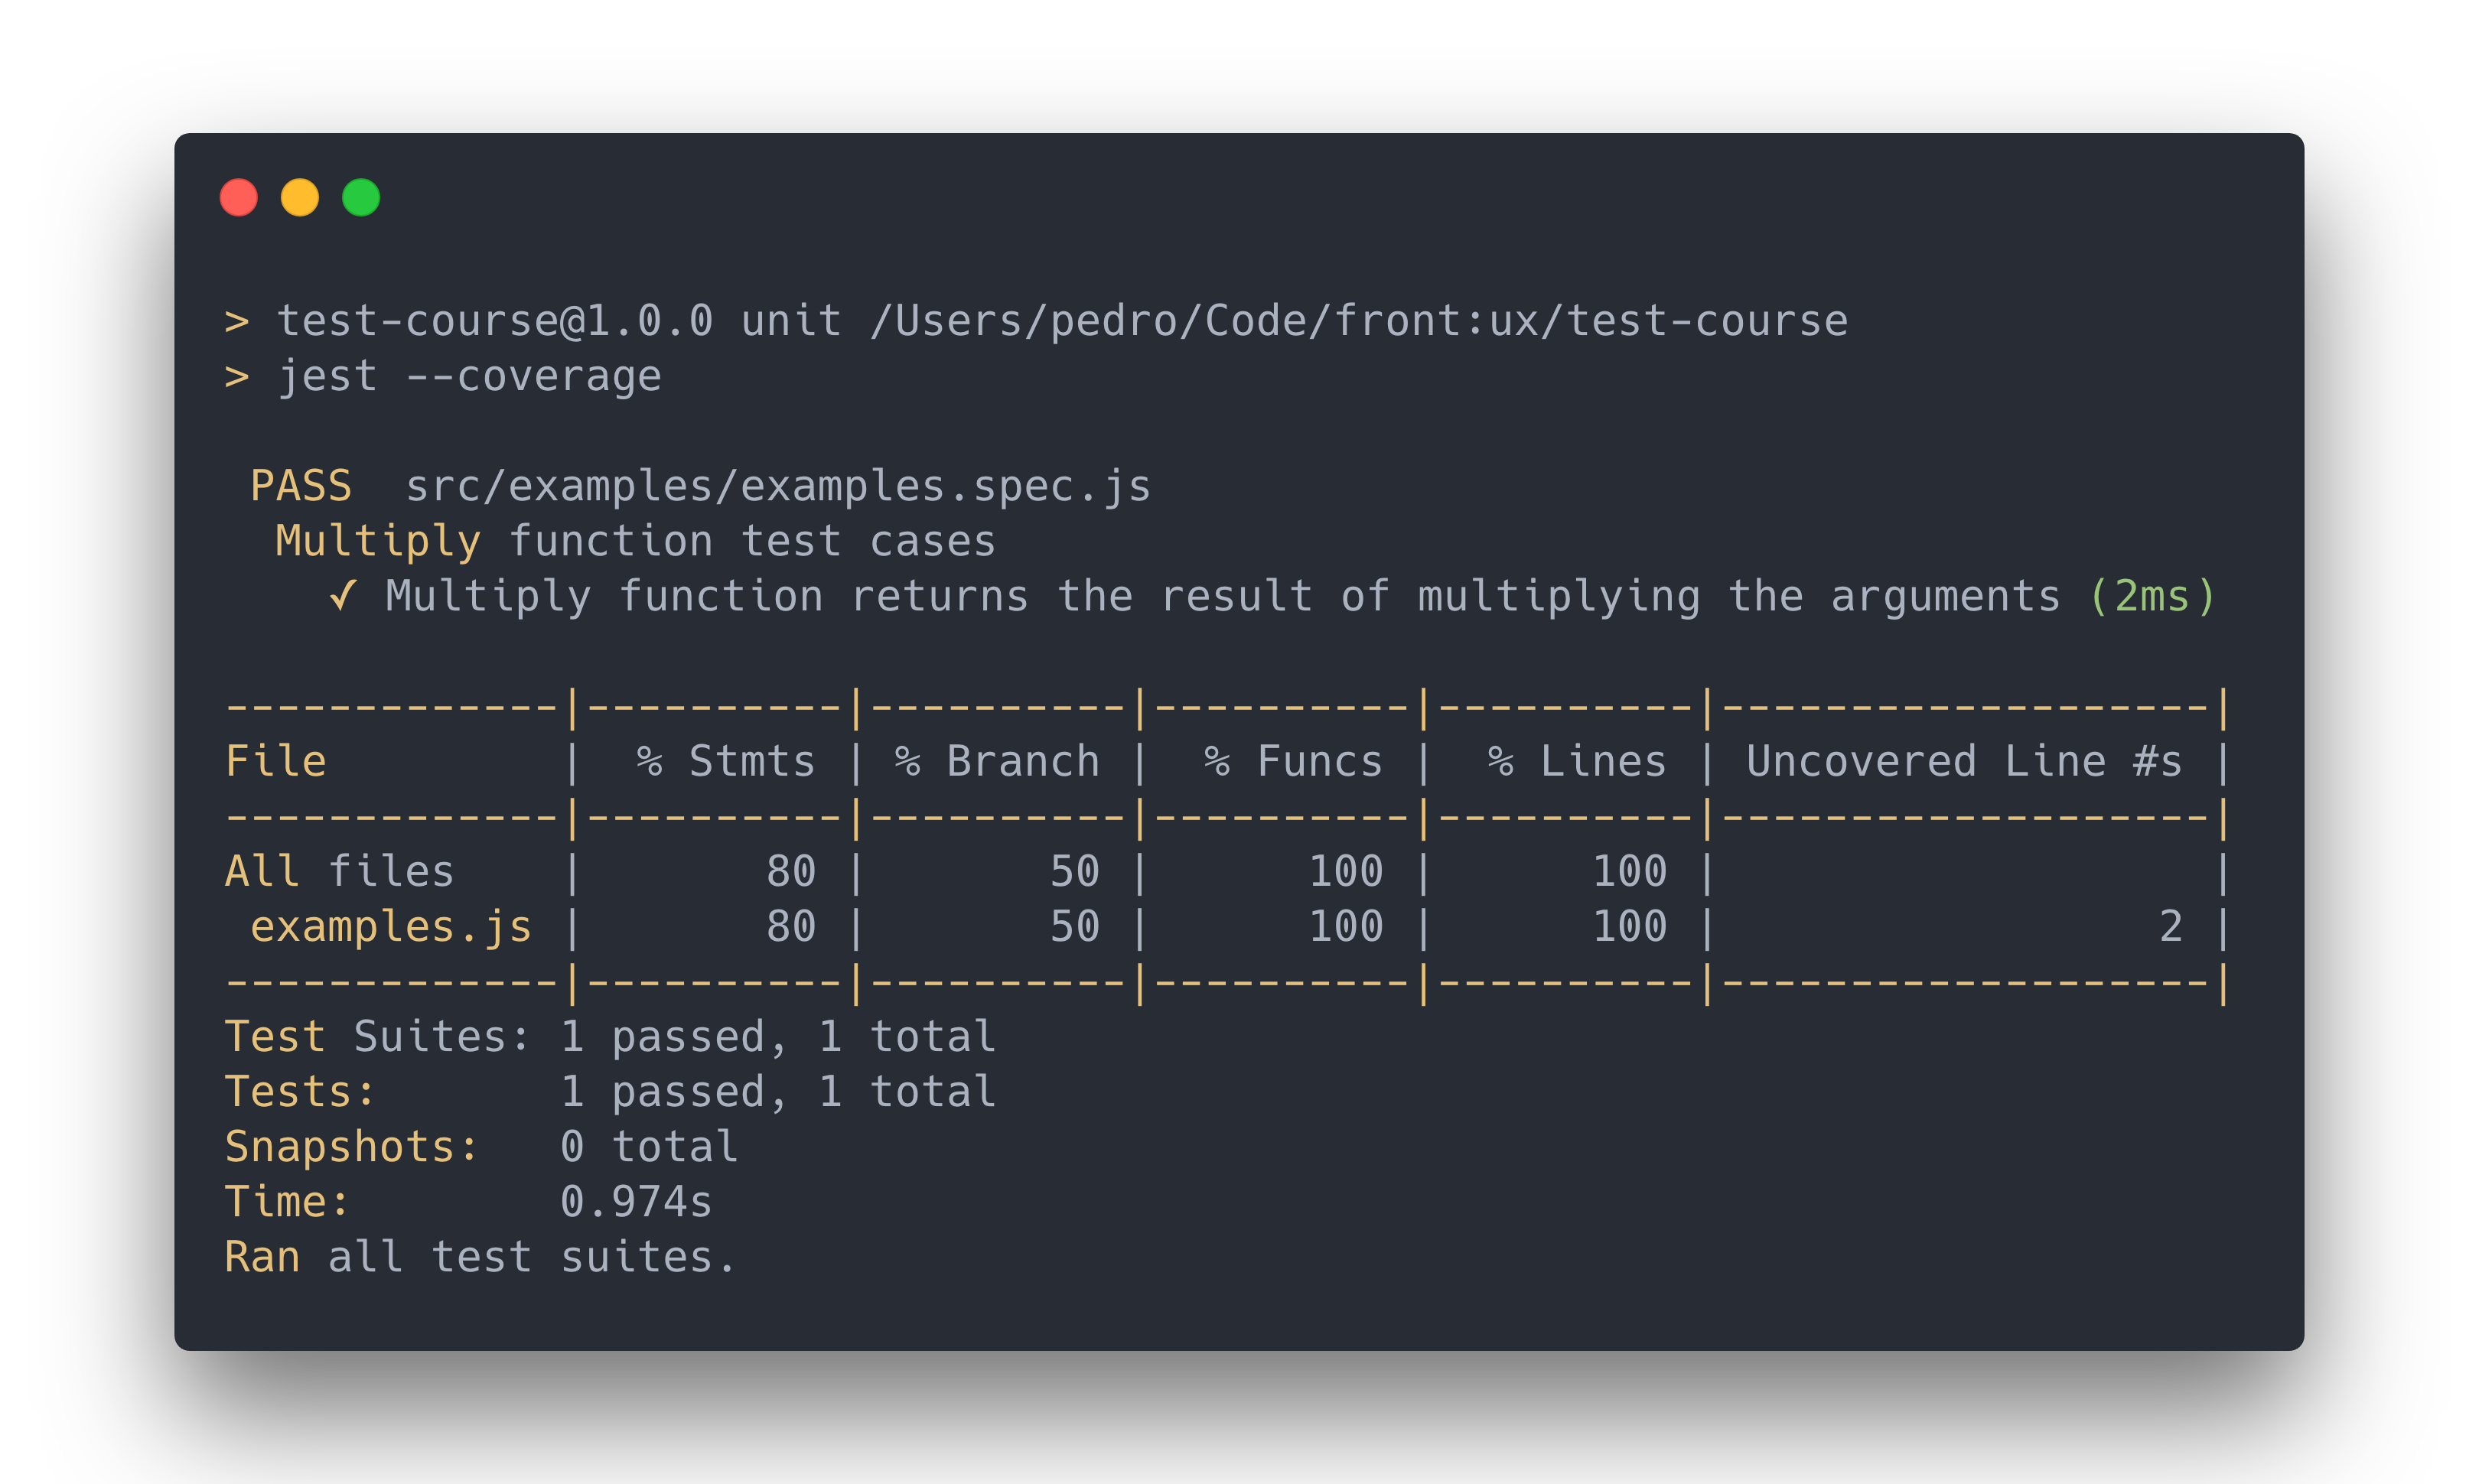 > test-course@1.0.0 unit /Users/pedro/Code/front:ux/test-course
> jest --coverage
PASS  src/examples/examples.spec.js
Multiply function test cases
✓ Multiply function returns the result of multiplying the arguments (2ms)
-------------|----------|----------|----------|----------|-------------------|
File         |  % Stmts | % Branch |  % Funcs |  % Lines | Uncovered Line #s |
-------------|----------|----------|----------|----------|-------------------|
All files    |       80 |       50 |      100 |      100 |                   |
 examples.js |       80 |       50 |      100 |      100 |                 2 |
-------------|----------|----------|----------|----------|-------------------|
Test Suites: 1 passed, 1 total
Tests:       1 passed, 1 total
Snapshots:   0 total
Time:        0.974s
Ran all test suites.